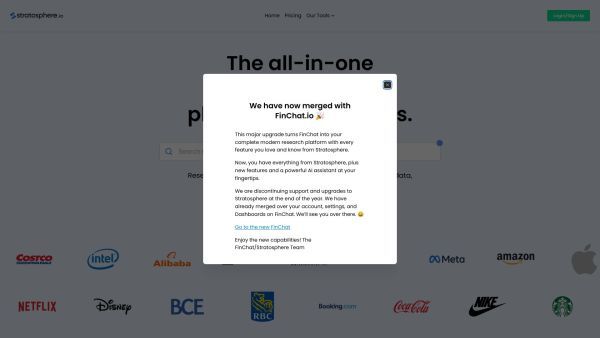 stratosphere.io
Home Pricing Our Tools
Login/Sign Up
The all-in-one
We have now merged with
FinChat.io 🎉
This major upgrade turns FinChat into your
complete modern research platform with every
feature you love and know from Stratosphere.
Now, you have everything from Stratosphere, plus
new features and a powerful AI assistant at your
fingertips.
We are discontinuing support and upgrades to
Stratosphere at the end of the year. We have
already merged over your account, settings, and
Dashboards on FinChat. We'll see you over there. 😄
Go to the new FinChat
Enjoy the new capabilities! The
FinChat/Stratosphere Team
COSTCO
WHOLESALE
intel
Alibaba
Meta
amazon
NETFLIX
Disney
BCE
RBC
Booking.com
Coca-Cola
NIKE